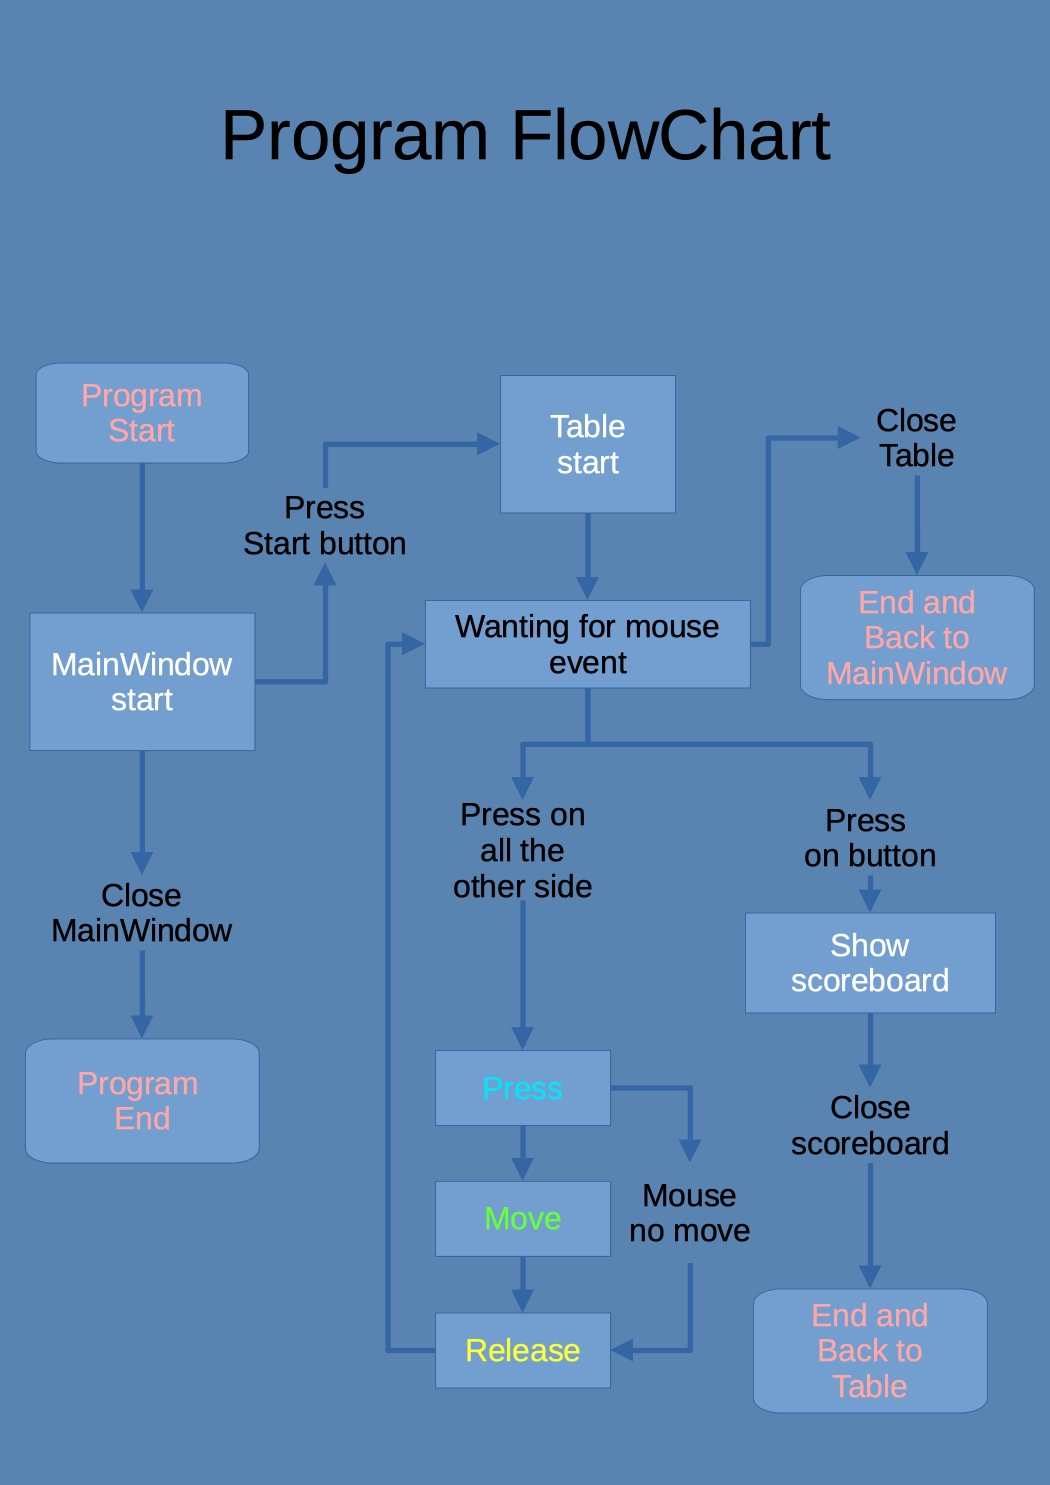 Program FlowChart
Program
Start
Table
start
Close
Table
Press
Start button
End and
Back to
MainWindow
Wanting for mouse
event
MainWindow
start
Press on
all the
other side
Press
on button
Close
MainWindow
Show
scoreboard
Program
End
Press
Close
scoreboard
Move
Mouse
no move
Release
End and
Back to
Table